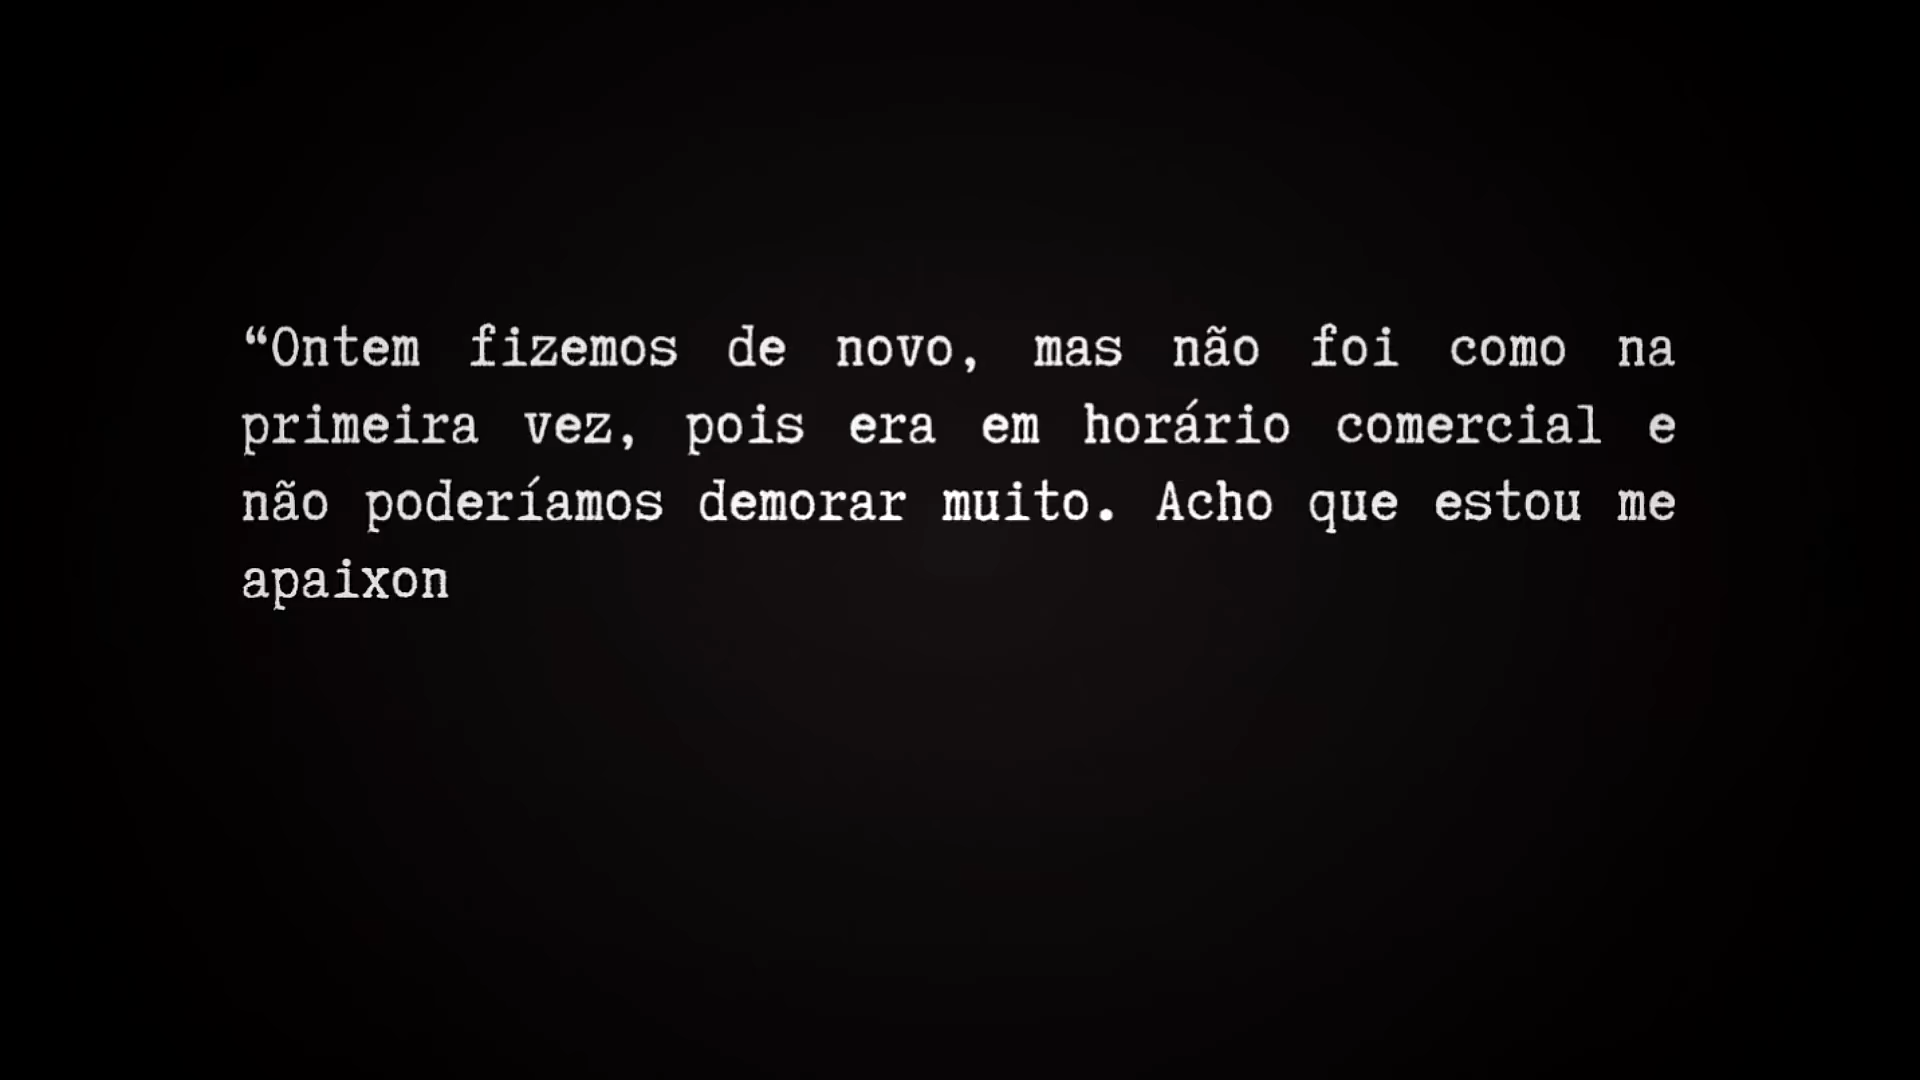 “Ontem fizemos de novo, mas não foi como na
primeira vez, pois era em horário comercial e
não poderíamos demorar muito. Acho que estou me
apaixon